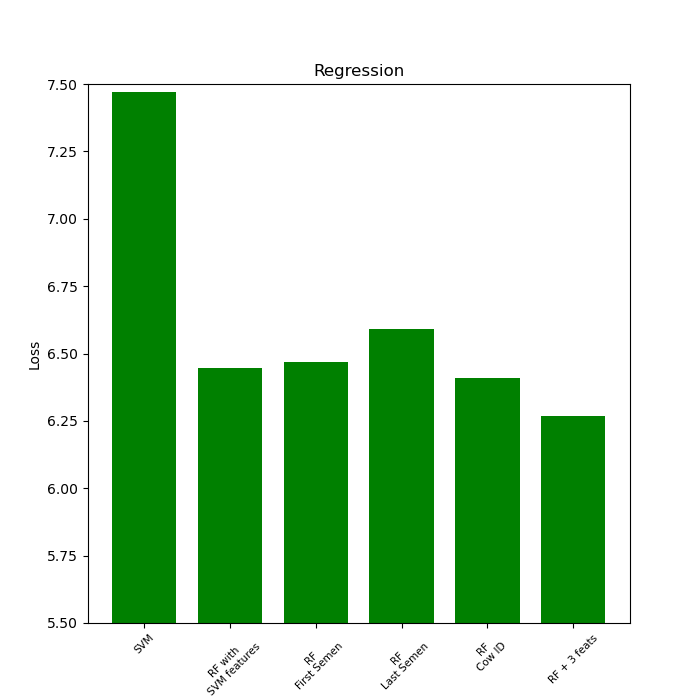 Regression
Loss
7.50
7.25
7.00
6.75
6.50
6.25
6.00
5.75
5.50
SVM
RF with
SVM features
RF
First Semen
RF
Last Semen
RF
Cow ID
RF + 3 feats